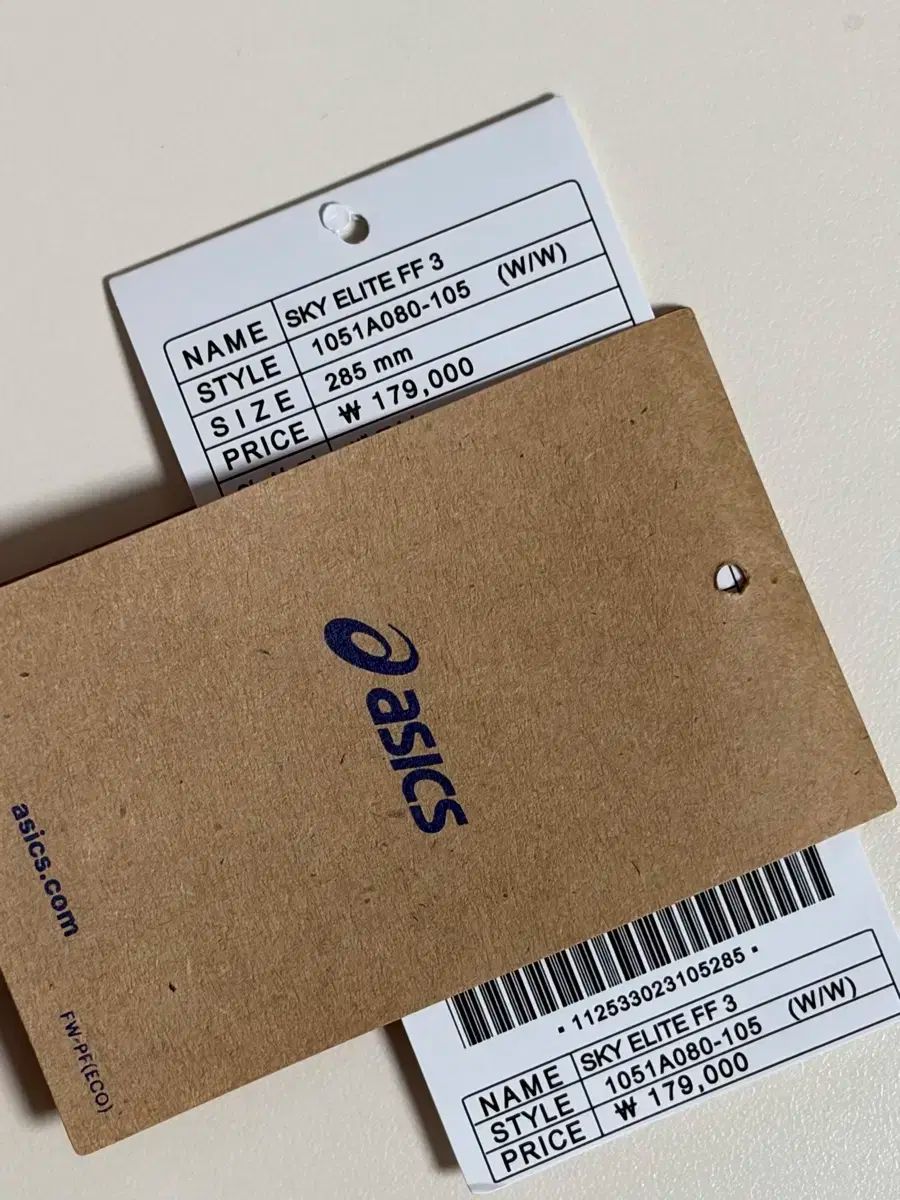 NAME SKY ELITE FF 3
STYLE 1051A080-105 (W/W)
SIZE 285 mm
PRICE ₩ 179,000
asics
asics.com
FW-PF(ECO)
• 112533023105285 •
NAME SKY ELITE FF 3
STYLE 1051A080-105 (W/W)
PRICE ₩ 179,000